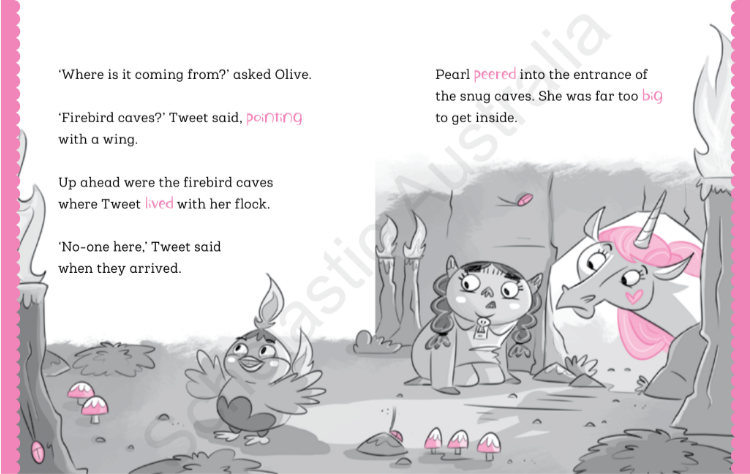 ‘Where is it coming from?’ asked Olive.
‘Firebird caves?’ Tweet said, pointing
with a wing.
Up ahead were the firebird caves
where Tweet lived with her flock.
‘No-one here,’ Tweet said
when they arrived.
Pearl peered into the entrance of
the snug caves. She was far too big
to get inside.
Scholastic Australia